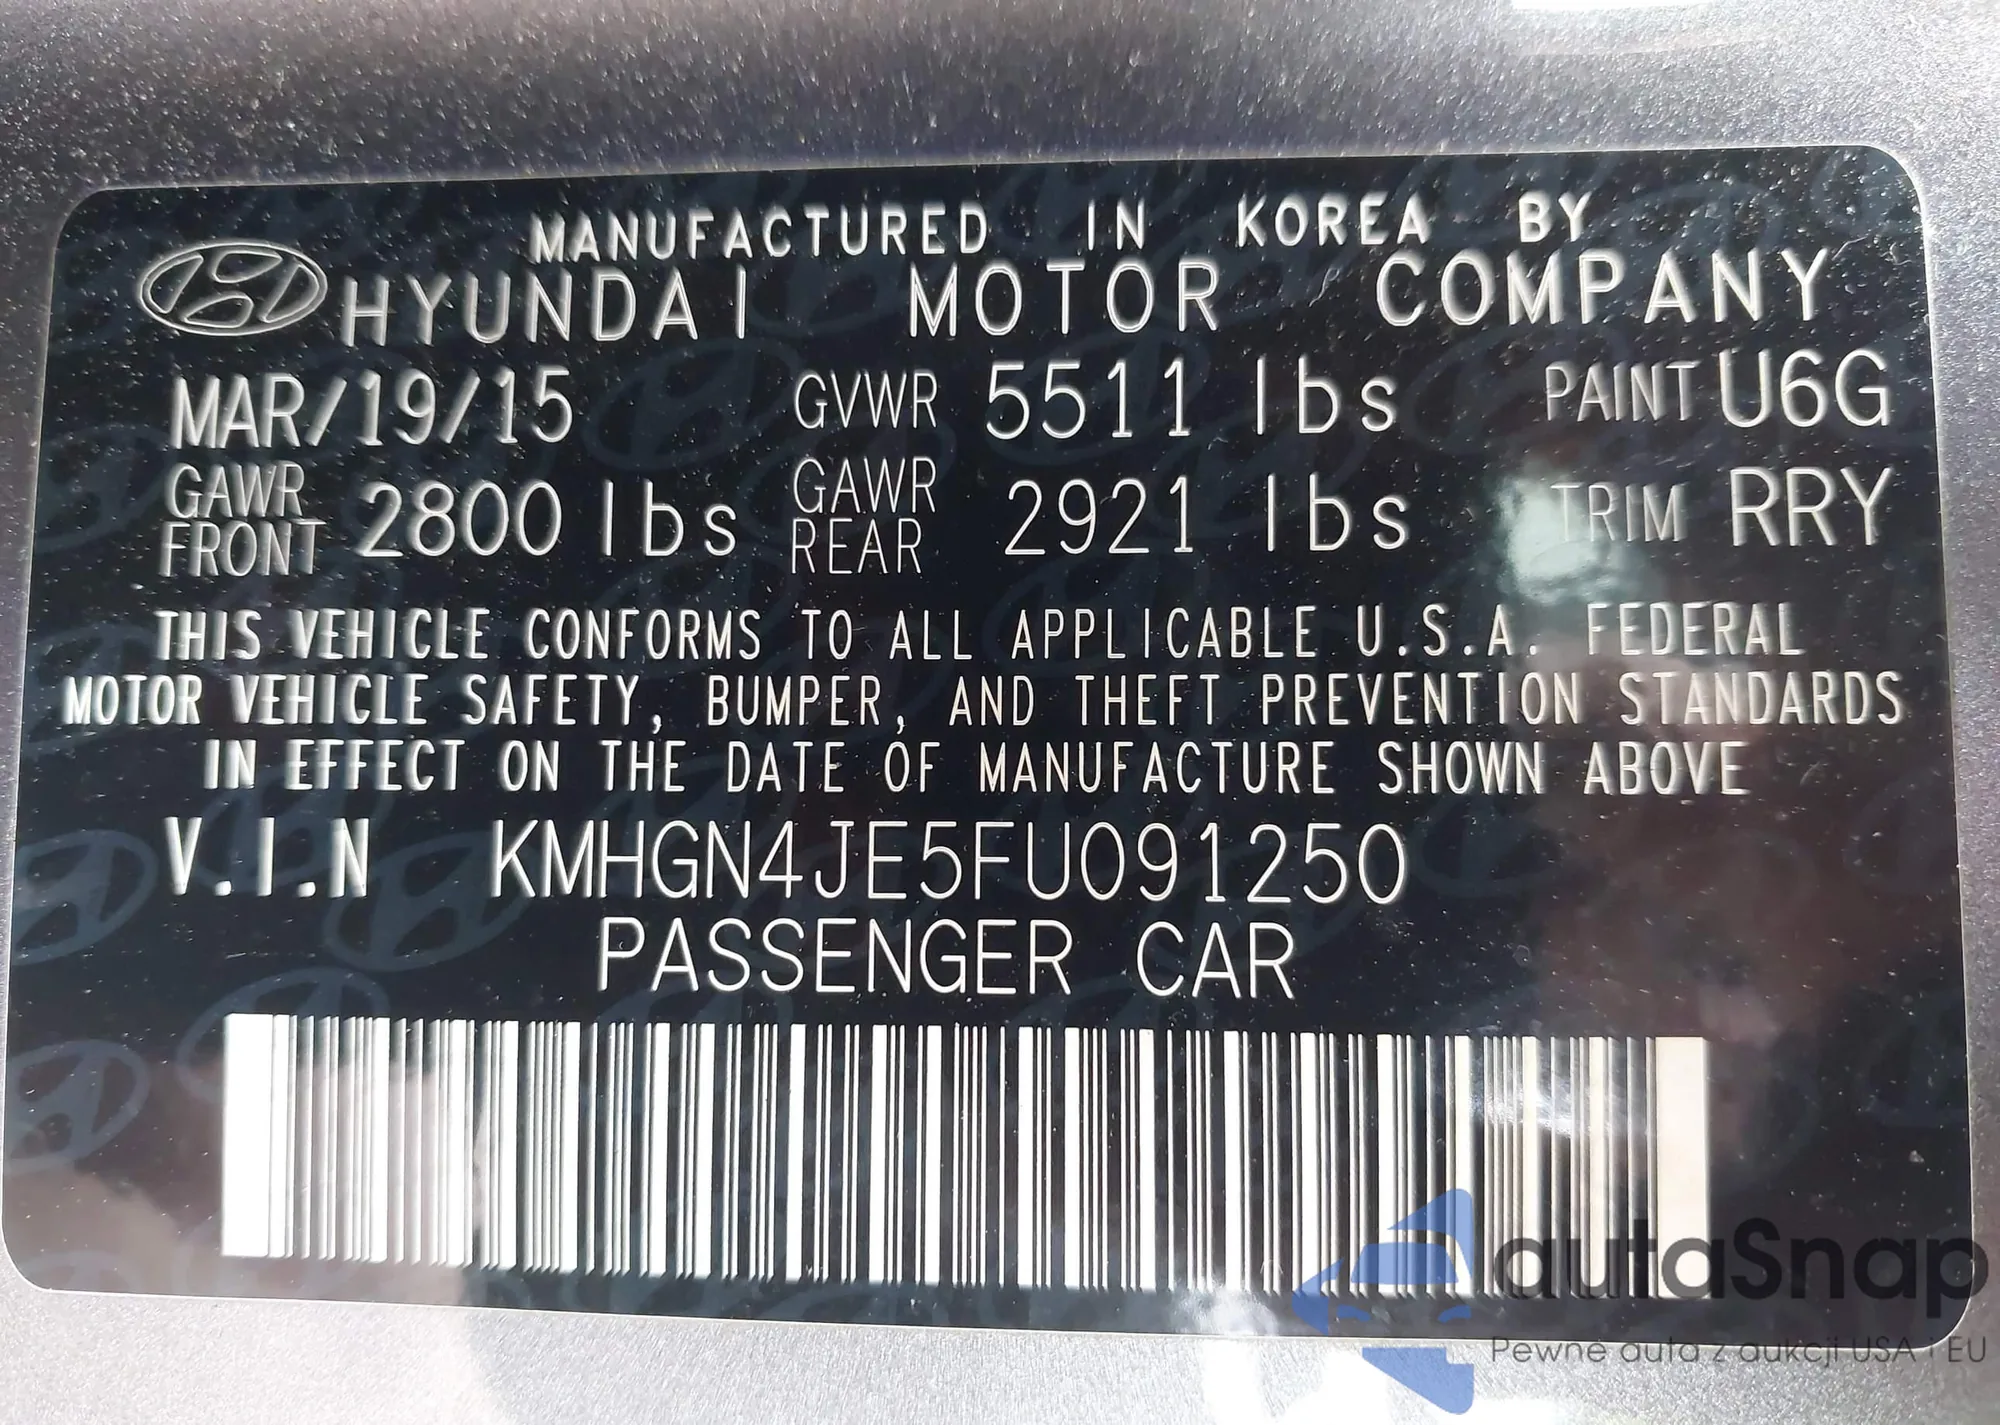 MANUFACTURED IN KOREA BY
HYUNDAI MOTOR COMPANY
MAR/19/15 GVWR 5511 lbs PAINT U6G
GAWR FRONT 2800 lbs GAWR REAR 2921 lbs TRIM RRY
THIS VEHICLE CONFORMS TO ALL APPLICABLE U.S.A. FEDERAL
MOTOR VEHICLE SAFETY, BUMPER, AND THEFT PREVENTION STANDARDS
IN EFFECT ON THE DATE OF MANUFACTURE SHOWN ABOVE
V.I.N KMHGN4JE5FU091250
PASSENGER CAR
autaSnap
Pewne auta z aukcji USA i EU